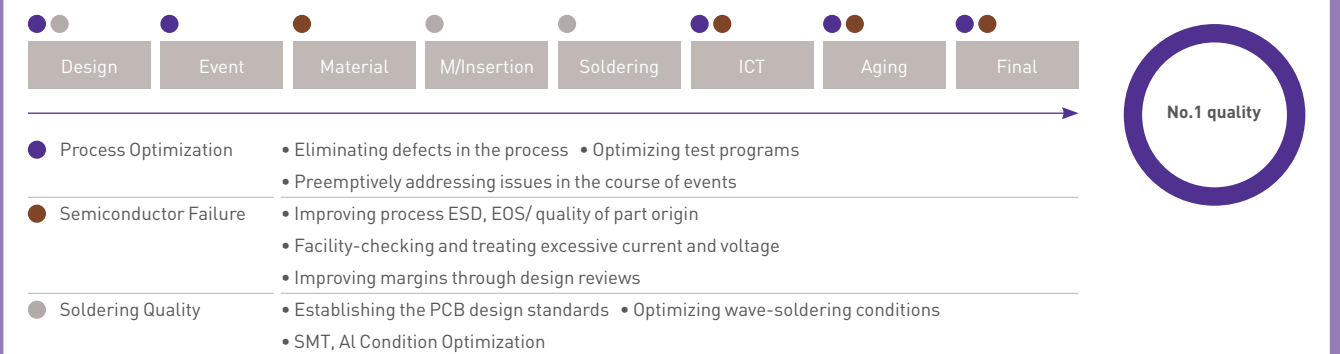 Design Event Material M/Insertion Soldering ICT Aging Final
No.1 quality
Process Optimization • Eliminating defects in the process • Optimizing test programs
• Preemptively addressing issues in the course of events
Semiconductor Failure • Improving process ESD, EOS/ quality of part origin
• Facility-checking and treating excessive current and voltage
• Improving margins through design reviews
Soldering Quality • Establishing the PCB design standards • Optimizing wave-soldering conditions
• SMT, Al Condition Optimization